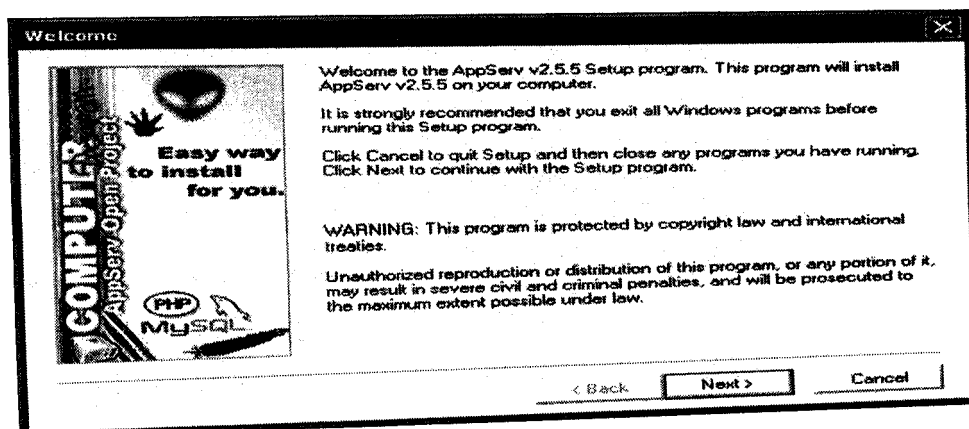 Welcome
Welcome to the AppServ v2.5.5 Setup program. This program will install
AppServ v2.5.5 on your computer.
It is strongly recommended that you exit all Windows programs before
running this Setup program.
Click Cancel to quit Setup and then close any programs you have running.
Click Next to continue with the Setup program.
WARNING: This program is protected by copyright law and international
treaties.
Unauthorized reproduction or distribution of this program, or any portion of it,
may result in severe civil and criminal penalties, and will be prosecuted to
the maximum extent possible under law.
COMPUTER
AppServ Open Project
Easy way
to install
for you.
PHP
MySQL
< Back
Next >
Cancel